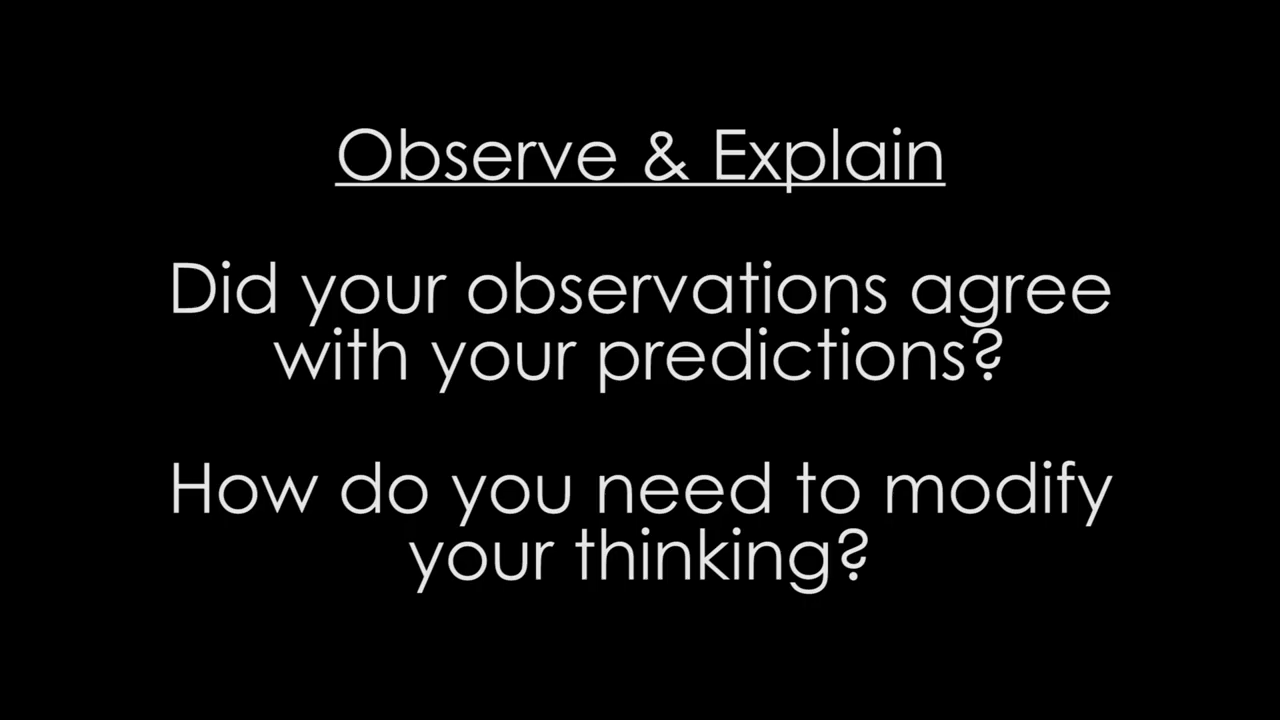 Observe & Explain
Did your observations agree
with your predictions?
How do you need to modify
your thinking?